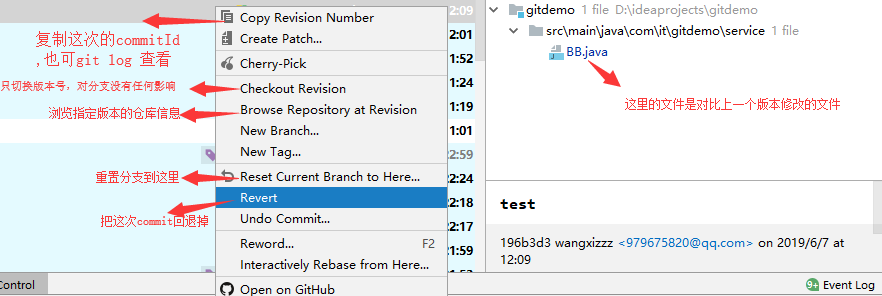 Copy Revision Number
Create Patch...
Cherry-Pick
Checkout Revision
Browse Repository at Revision
New Branch...
New Tag...
Reset Current Branch to Here...
Revert
Undo Commit...
Reword... F2
Interactively Rebase from Here...
Open on GitHub
复制这次的commitId
,也可git log 查看
只切换版本号，对分支没有任何影响
浏览指定版本的仓库信息
重置分支到这里
把这次commit回退掉
2:09
2:01
1:52
1:24
1:19
1:01
22:59
22:24
22:18
22:17
21:59
gitdemo 1 file D:\ideaprojects\gitdemo
src\main\java\com\it\gitdemo\service 1 file
BB.java
这里的文件是对比上一个版本修改的文件
test
196b3d3 wangxizzz <979675820@qq.com> on 2019/6/7 at
12:09
Control
9+ Event Log